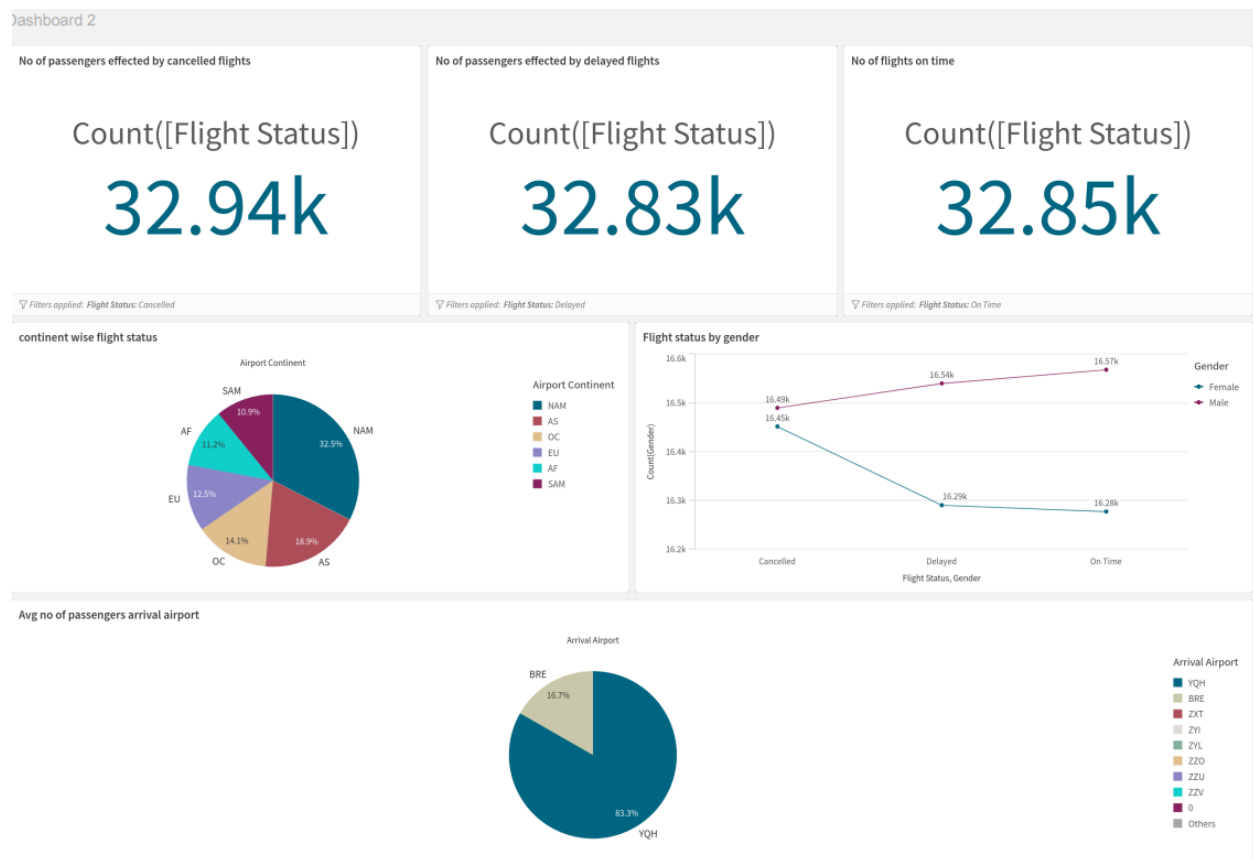 Dashboard 2
No of passengers effected by cancelled flights
Count([Flight Status])
32.94k
Filters applied: Flight Status: Cancelled
No of passengers effected by delayed flights
Count([Flight Status])
32.83k
Filters applied: Flight Status: Delayed
No of flights on time
Count([Flight Status])
32.85k
Filters applied: Flight Status: On Time
continent wise flight status
Airport Continent
SAM
10.9%
AF
11.2%
NAM
32.5%
EU
12.5%
14.1%
OC
18.9%
AS
Airport Continent
NAM
AS
OC
EU
AF
SAM
Flight status by gender
16.6k
16.5k
16.4k
16.3k
16.2k
Count(Gender)
16.49k
16.45k
16.54k
16.29k
16.57k
16.28k
Cancelled
Delayed
On Time
Flight Status, Gender
Gender
Female
Male
Avg no of passengers arrival airport
Arrival Airport
BRE
16.7%
83.3%
YQH
Arrival Airport
YQH
BRE
ZXT
ZYI
ZYL
ZZO
ZZU
ZZV
0
Others